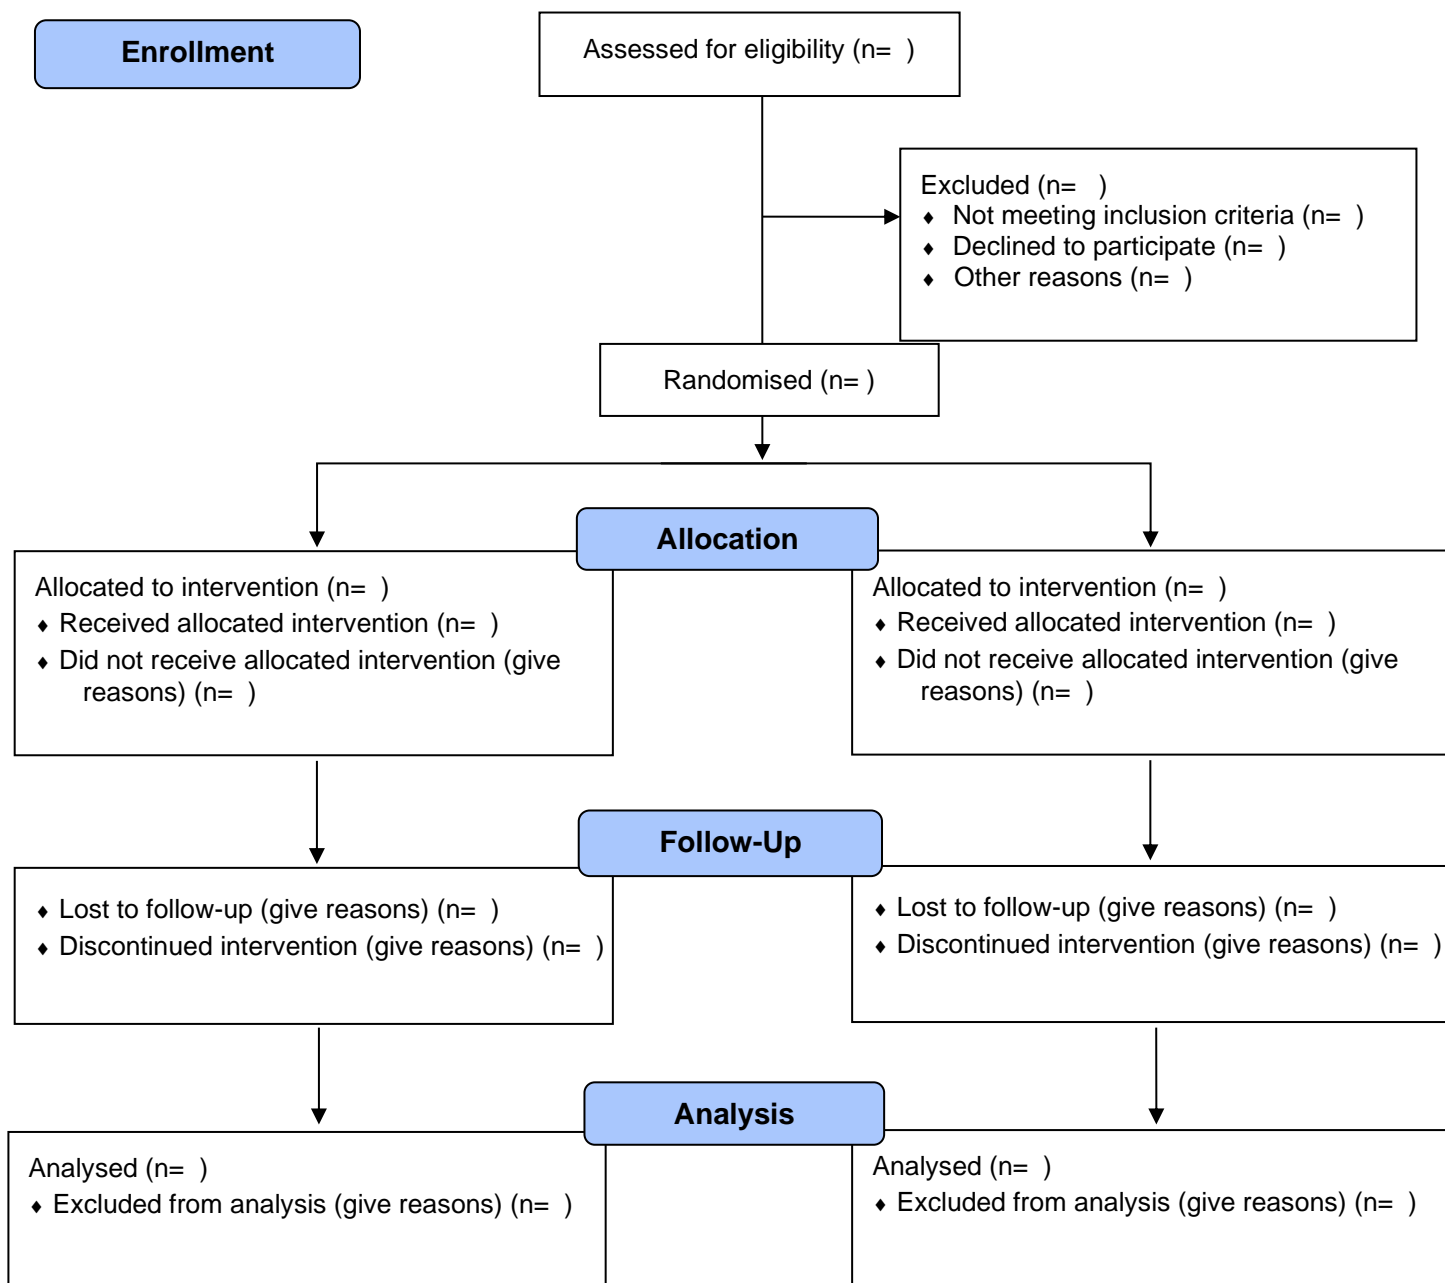 Enrollment
Assessed for eligibility (n=  )
Excluded (n=   )
♦ Not meeting inclusion criteria (n=  )
♦ Declined to participate (n=  )
♦ Other reasons (n=  )
Randomised (n= )
Allocation
Allocated to intervention (n=  )
♦ Received allocated intervention (n=  )
♦ Did not receive allocated intervention (give
reasons) (n=  )
Allocated to intervention (n=  )
♦ Received allocated intervention (n=  )
♦ Did not receive allocated intervention (give
reasons) (n=  )
Follow-Up
♦ Lost to follow-up (give reasons) (n=  )
♦ Discontinued intervention (give reasons) (n=  )
♦ Lost to follow-up (give reasons) (n=  )
♦ Discontinued intervention (give reasons) (n=  )
Analysis
Analysed (n=  )
♦ Excluded from analysis (give reasons) (n=  )
Analysed (n=  )
♦ Excluded from analysis (give reasons) (n=  )